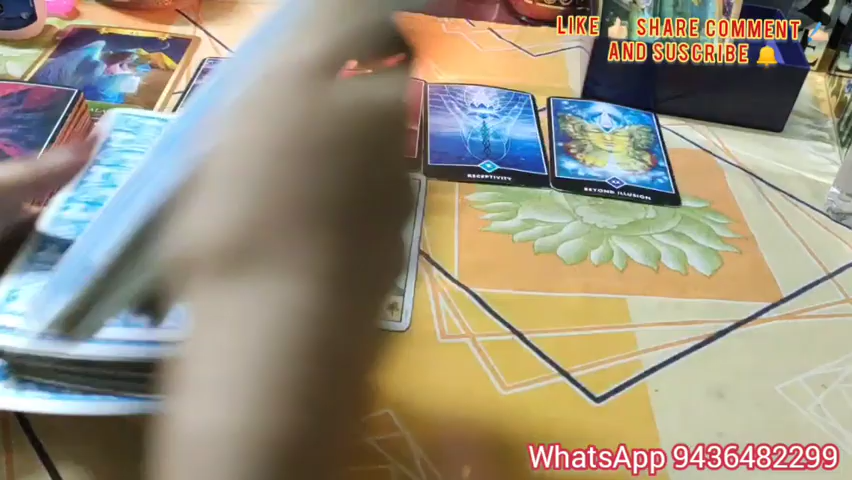 LIKE 👍🏻 SHARE COMMENT ✍🏻
AND SUSCRIBE 🔔
RECEPTIVITY
BEYOND ILLUSION
WhatsApp 9436482299